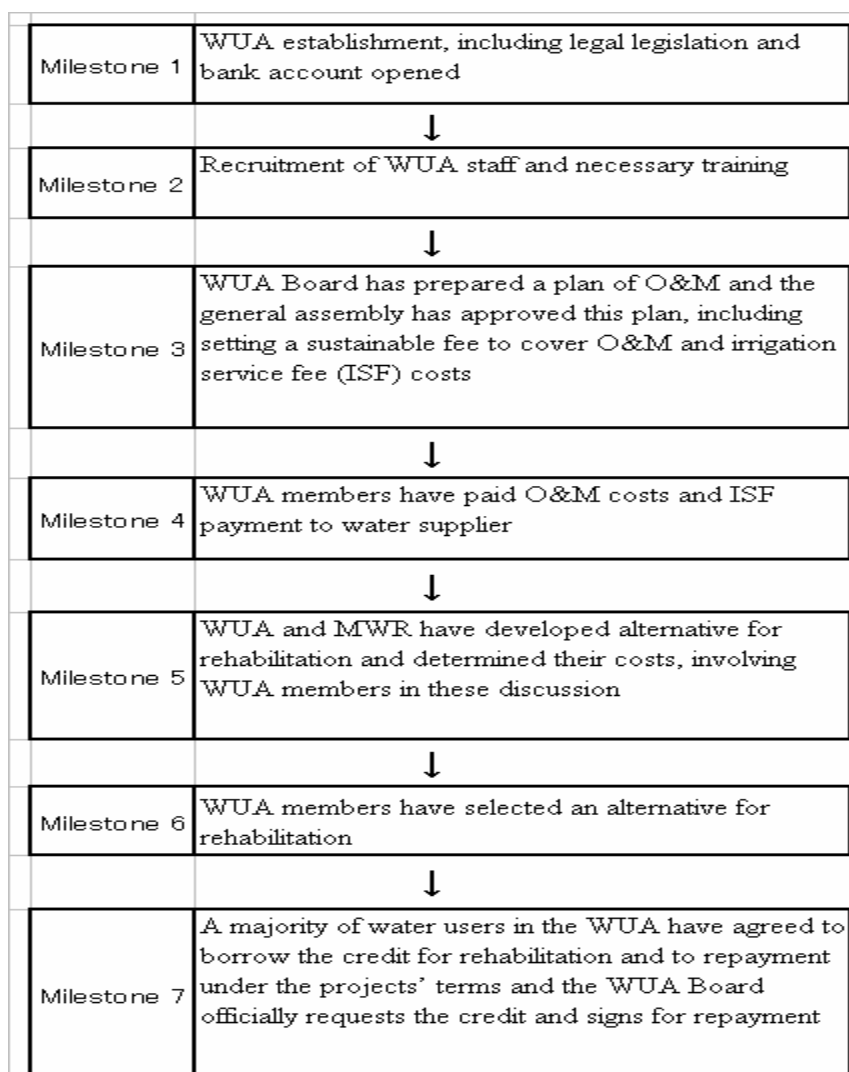 Milestone 1
WUA establishment, including legal legislation and
bank account opened
↓
Milestone 2
Recruitment of WUA staff and necessary training
↓
Milestone 3
WUA Board has prepared a plan of O&M and the
general assembly has approved this plan, including
setting a sustainable fee to cover O&M and irrigation
service fee (ISF) costs
↓
Milestone 4
WUA members have paid O&M costs and ISF
payment to water supplier
↓
Milestone 5
WUA and MWR have developed alternative for
rehabilitation and determined their costs, involving
WUA members in these discussion
↓
Milestone 6
WUA members have selected an alternative for
rehabilitation
↓
Milestone 7
A majority of water users in the WUA have agreed to
borrow the credit for rehabilitation and to repayment
under the projects’ terms and the WUA Board
officially requests the credit and signs for repayment